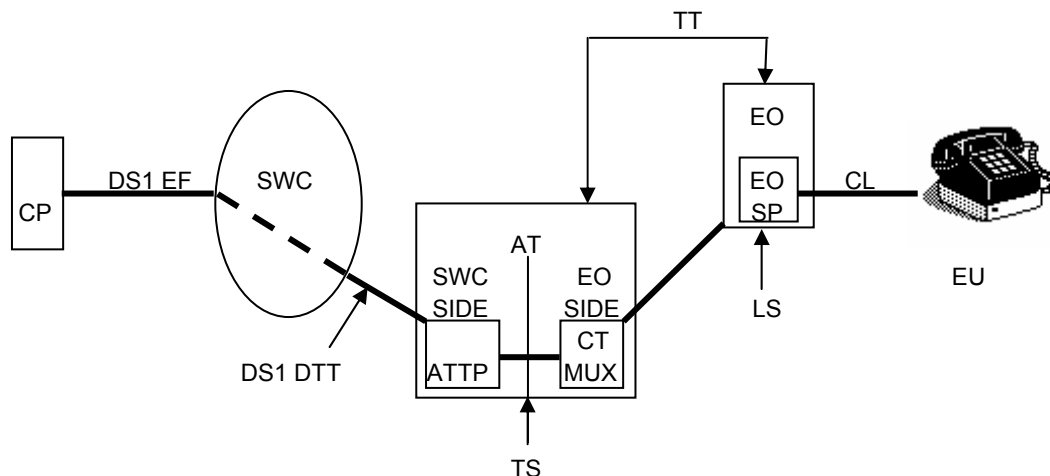 TT
EO
CP
DS1 EF
SWC
EO
SP
CL
EU
AT
SWC
SIDE
EO
SIDE
LS
DS1 DTT
ATTP
CT
MUX
TS